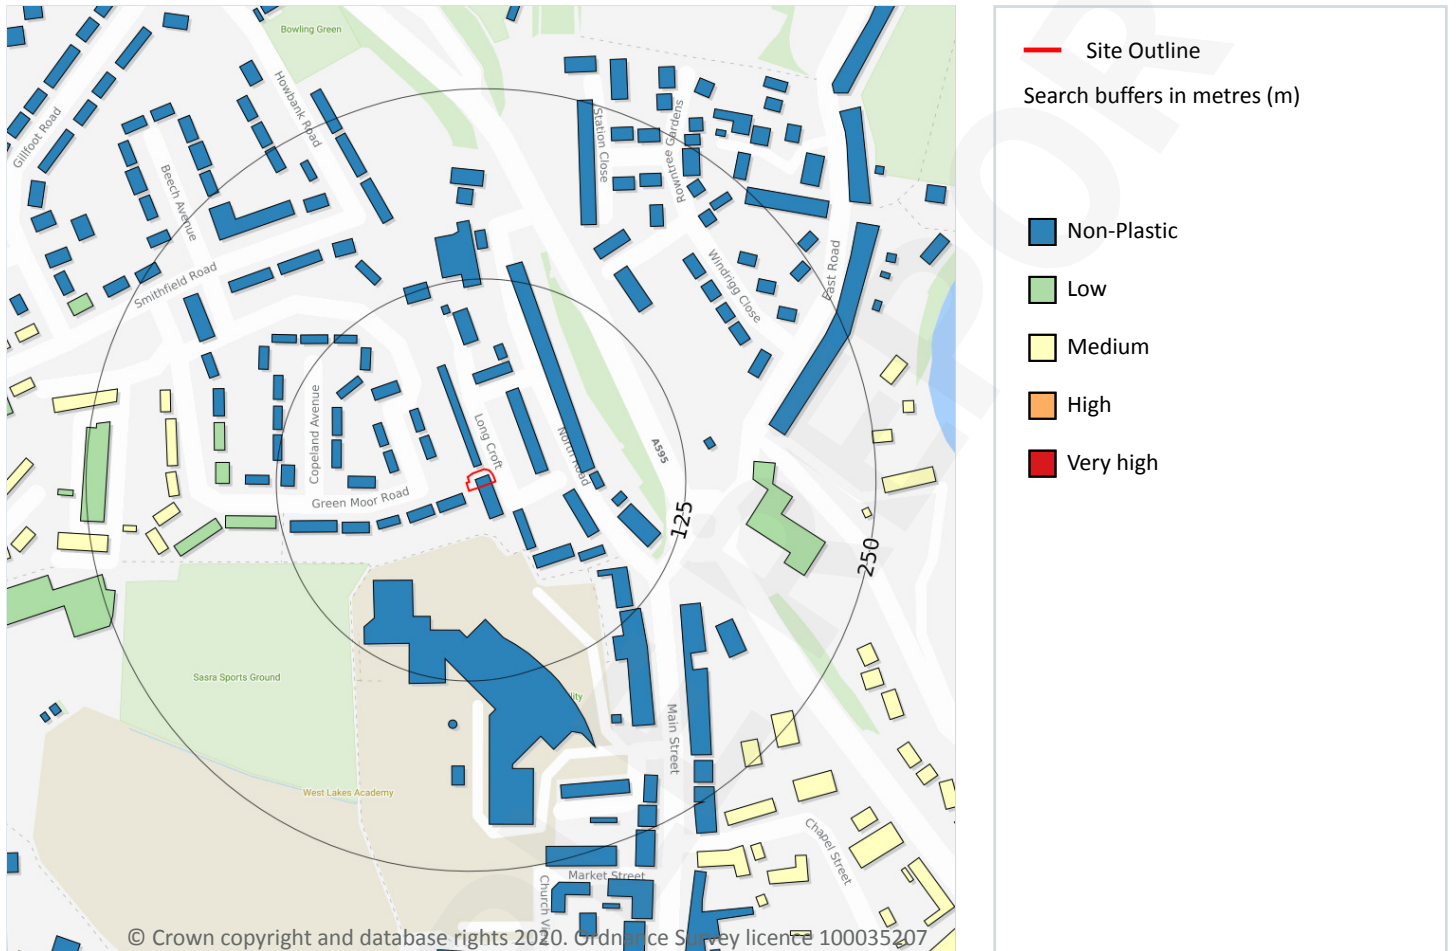 Bowling Green
Howbank Road
Gillfoot Road
Beech Avenue
Smithfield Road
Station Close
Rowntree Gardens
Windrigg Close
East Road
Copeland Avenue
Long Croft
North Road
A595
Green Moor Road
125
250
Sasra Sports Ground
ility
Main Street
West Lakes Academy
Chapel Street
Market Street
Church View
© Crown copyright and database rights 2020. Ordnance Survey licence 100035207
Site Outline
Search buffers in metres (m)
Non-Plastic
Low
Medium
High
Very high